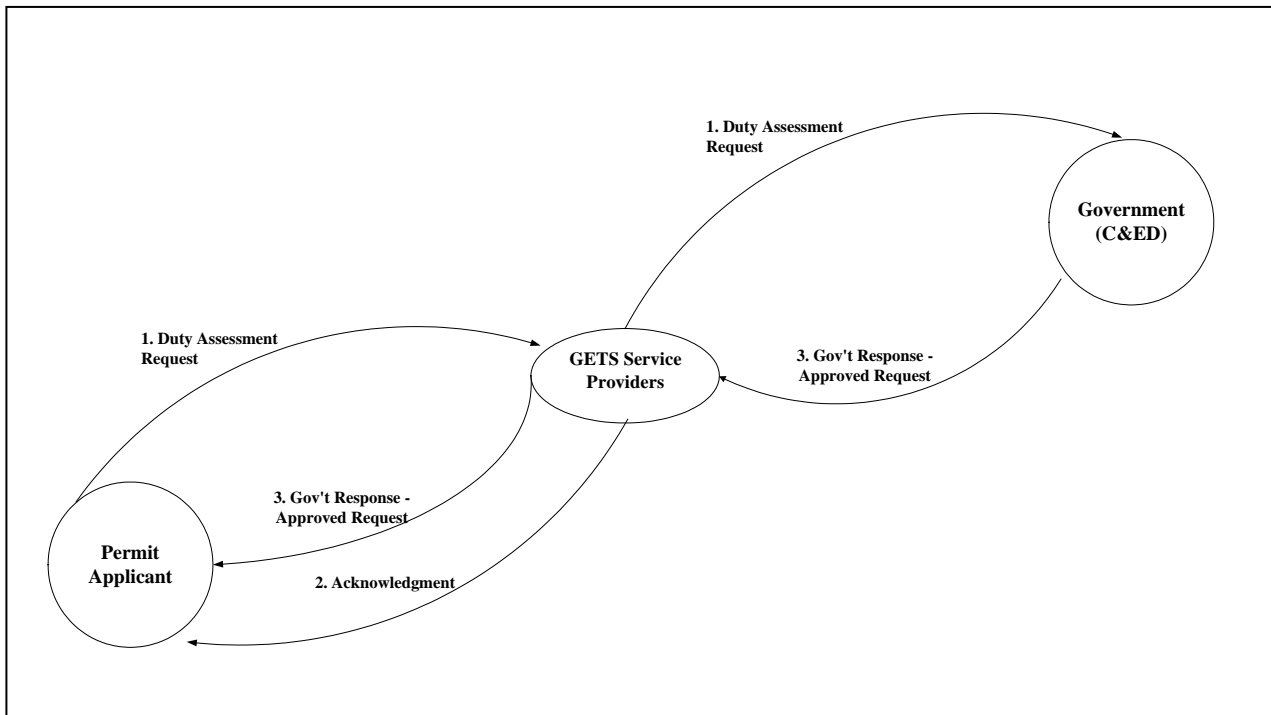 1. Duty Assessment
Request
Government
(C&ED)
1. Duty Assessment
Request
GETS Service
Providers
3. Gov't Response -
Approved Request
3. Gov't Response -
Approved Request
Permit
Applicant
2. Acknowledgment